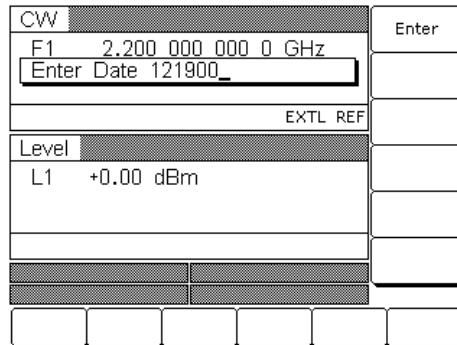 CW
Enter
F1 2.200 000 000 0 GHz
Enter Date 121900_
EXTL REF
Level
L1 +0.00 dBm